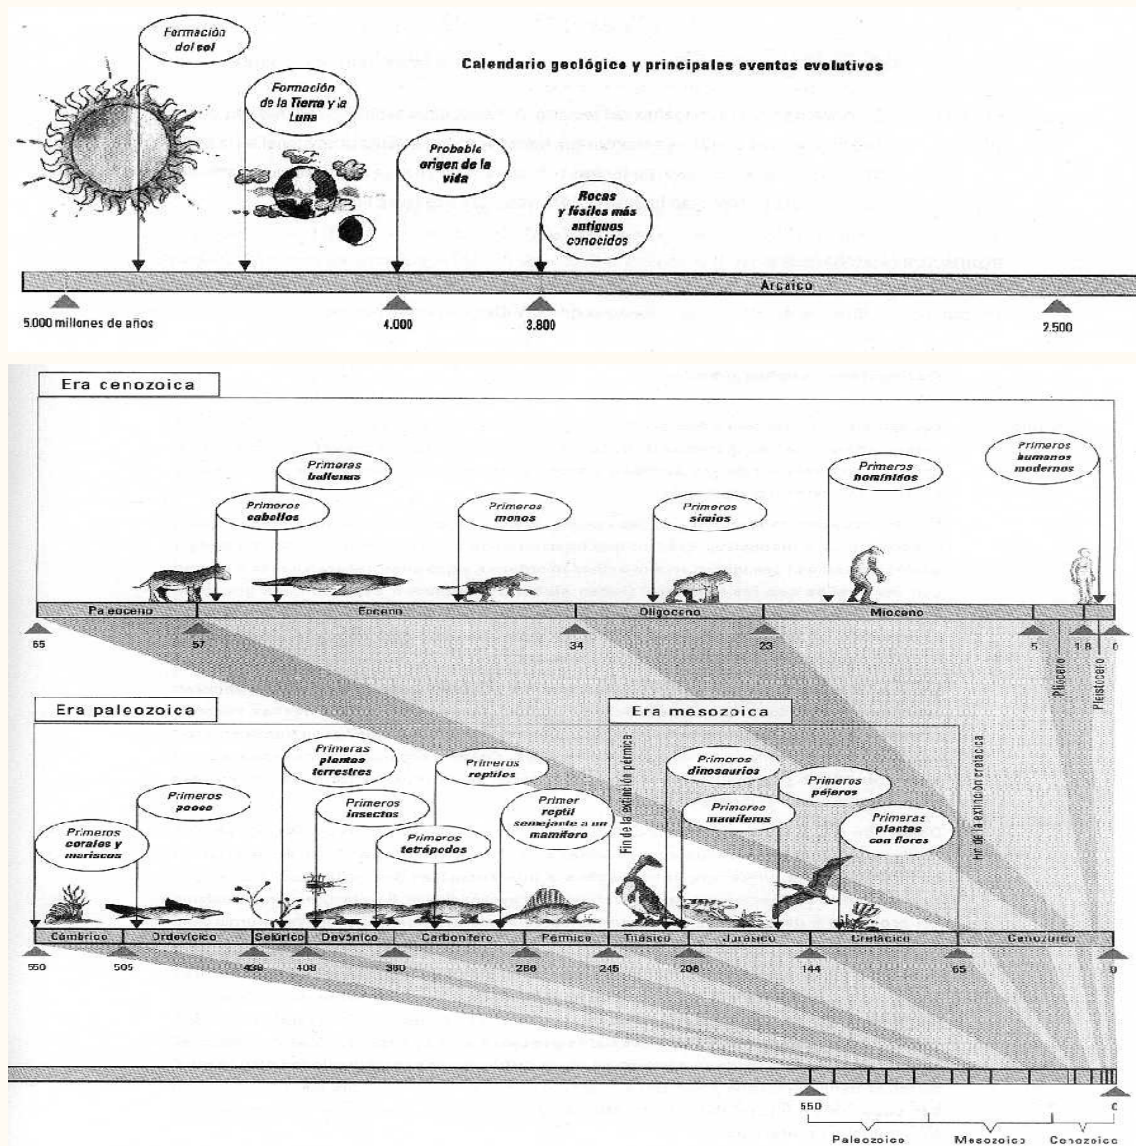 Formación
del sol
Calendario geológico y principales eventos evolutivos
Formación
de la Tierra y la
Luna
Probable
origen de la
vida
Rocas
y fósiles más
antiguos
conocidos
Arcaico
5.000 millones de años
4.000
3.800
2.500
Era cenozoica
Primeras
ballenas
Primeros
caballos
Primeros
monos
Primeros
simios
Primeros
homínidos
Primeros
humanos
modernos
Paleoceno
Eoceno
Oligoceno
Mioceno
65
57
34
23
5
1.8
0
Plioceno
Pleistoceno
Era paleozoica
Era mesozoica
Primeros
corales y
mariscos
Primeros
peces
Primeras
plantas
terrestres
Primeros
insectos
Primeros
tetrápodos
Primeros
reptiles
Primer
reptil
semejante a un
mamífero
Fin de la extinción pérmica
Primeros
dinosaurios
Primeros
mamíferos
Primeros
pájaros
Primeras
plantas
con flores
Fin de la extinción cretácica
Cámbrico
Ordovícico
Silúrico
Devónico
Carbonífero
Pérmico
Triásico
Jurásico
Cretácico
Cenozoico
550
505
438
408
360
286
245
208
144
65
0
550
0
Paleozoico
Mesozoico
Cenozoico